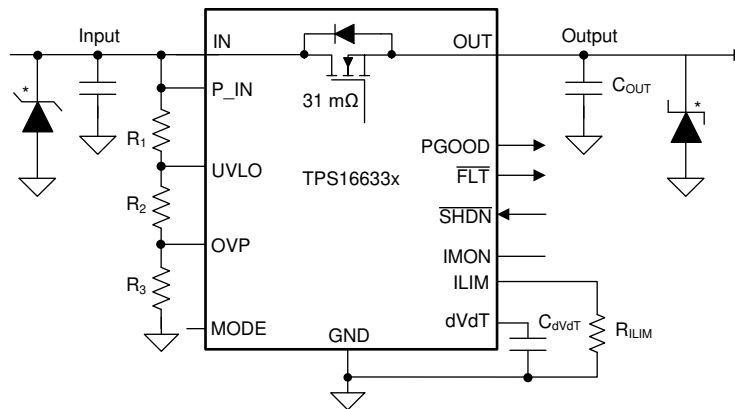 Input
IN
OUT
Output
P_IN
31 mΩ
C_OUT
*
*
R1
PGOOD
UVLO
TPS16633x
FLT
R2
SHDN
OVP
IMON
ILIM
R3
dVdT
CdVdT
RILIM
MODE
GND